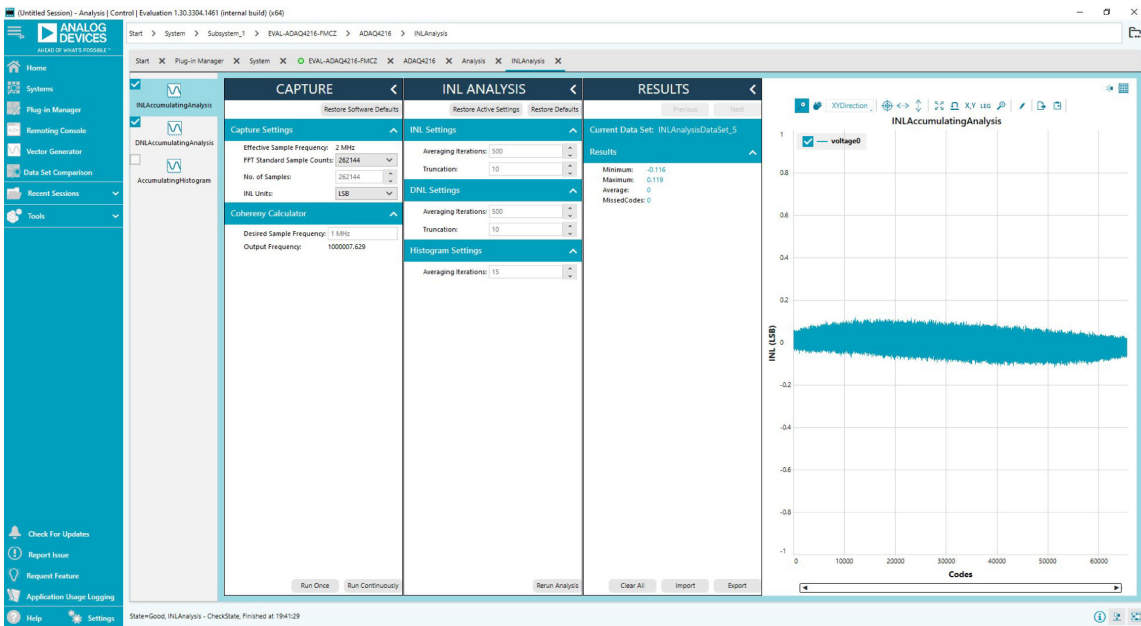 (Untitled Session) - Analysis | Control | Evaluation 1.30.3304.1461 (internal build) (x64)
ANALOG
DEVICES
AHEAD OF WHAT'S POSSIBLE™
Start > System > Subsystem_1 > EVAL-ADAQ4216-FMCZ > ADAQ4216 > INLAnalysis
Start X Plug-in Manager X System X EVAL-ADAQ4216-FMCZ X ADAQ4216 X Analysis X INLAnalysis X
Home
Systems
Plug-in Manager
Remoting Console
Vector Generator
Data Set Comparison
Recent Sessions
Tools
Check For Updates
Report Issue
Request Feature
Application Usage Logging
Help
Settings
INLAccumulatingAnalysis
DNLAccumulatingAnalysis
AccumulatingHistogram
CAPTURE
Restore Software Defaults
Capture Settings
Effective Sample Frequency: 2 MHz
FFT Standard Sample Counts: 262144
No. of Samples: 262144
INL Units: LSB
Cohereny Calculator
Desired Sample Frequency: 1 MHz
Output Frequency: 1000007.629
Run Once Run Continuously
INL ANALYSIS
Restore Active Settings Restore Defaults
INL Settings
Averaging Iterations: 500
Truncation: 10
DNL Settings
Averaging Iterations: 500
Truncation: 10
Histogram Settings
Averaging Iterations: 15
Rerun Analysis
RESULTS
Previous Next
Current Data Set: INLAnalysisDataSet_5
Results
Minimum: -0.116
Maximum: 0.119
Average: 0
MissedCodes: 0
Clear All Import Export
XYDirection X,Y LEG
INLAccumulatingAnalysis
voltage0
1
0.8
0.6
0.4
0.2
0
-0.2
-0.4
-0.6
-0.8
-1
INL (LSB)
0 10000 20000 30000 40000 50000 60000
Codes
State=Good, INLAnalysis - CheckState, Finished at 19:41:29